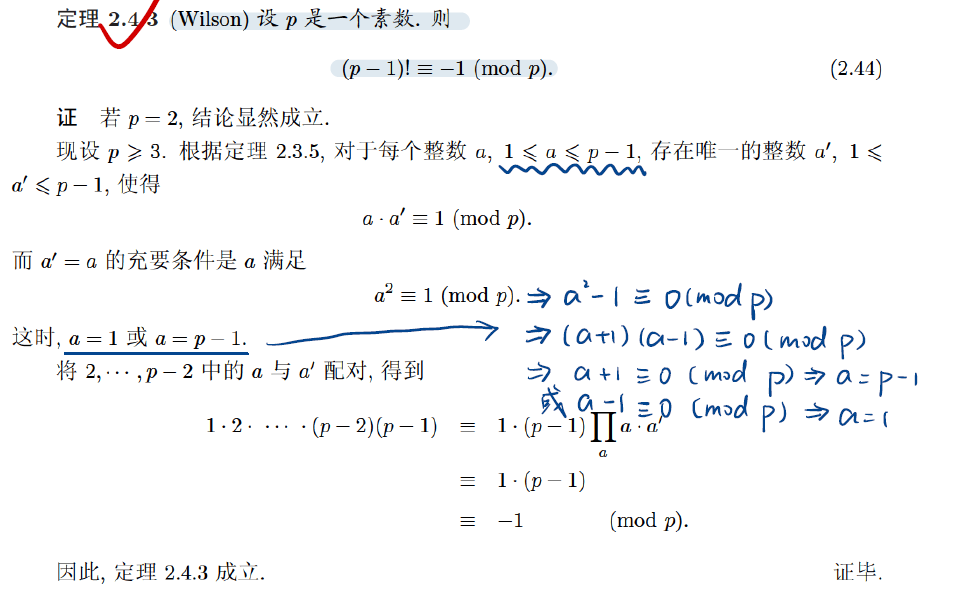 定理 2.4.3 (Wilson) 设 p 是一个素数. 则
(p − 1)! ≡ −1 (mod p). (2.44)
证 若 p = 2, 结论显然成立.
现设 p ⩾ 3. 根据定理 2.3.5, 对于每个整数 a, 1 ⩽ a ⩽ p − 1, 存在唯一的整数 a′, 1 ⩽
a′ ⩽ p − 1, 使得
a · a′ ≡ 1 (mod p).
而 a′ = a 的充要条件是 a 满足
a² ≡ 1 (mod p). ⇒ a²−1 ≡ 0(mod p)
这时, a = 1 或 a = p − 1. ⇒ (a+1)(a−1) ≡ 0(mod p)
将 2, ⋯ , p − 2 中的 a 与 a′ 配对, 得到 ⇒ a+1 ≡ 0 (mod p) ⇒ a=p−1
或 a−1 ≡ 0 (mod p) ⇒ a=1
1 · 2 · ⋯ · (p − 2)(p − 1) ≡ 1 · (p − 1) ∏ a · a′
a
≡ 1 · (p − 1)
≡ −1 (mod p).
因此, 定理 2.4.3 成立. 证毕.